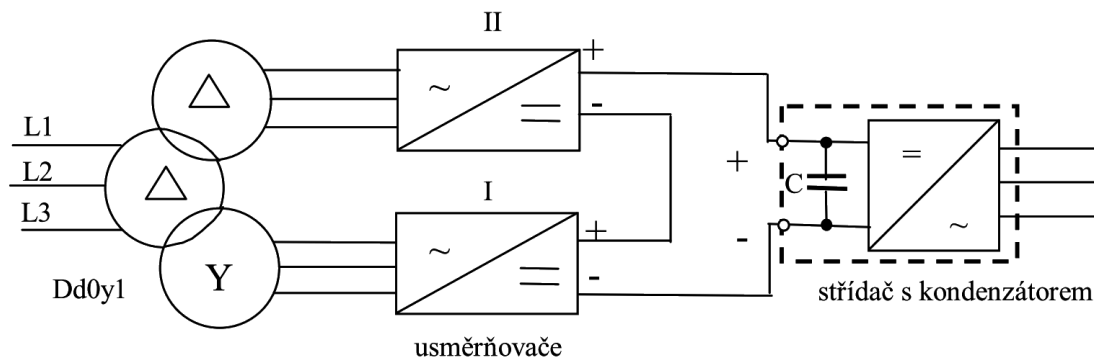 II
+
~
-
L1
L2
L3
I
+
~
-
Y
Dd0y1
usměrňovače
+
-
C
=
~
střídač s kondenzátorem